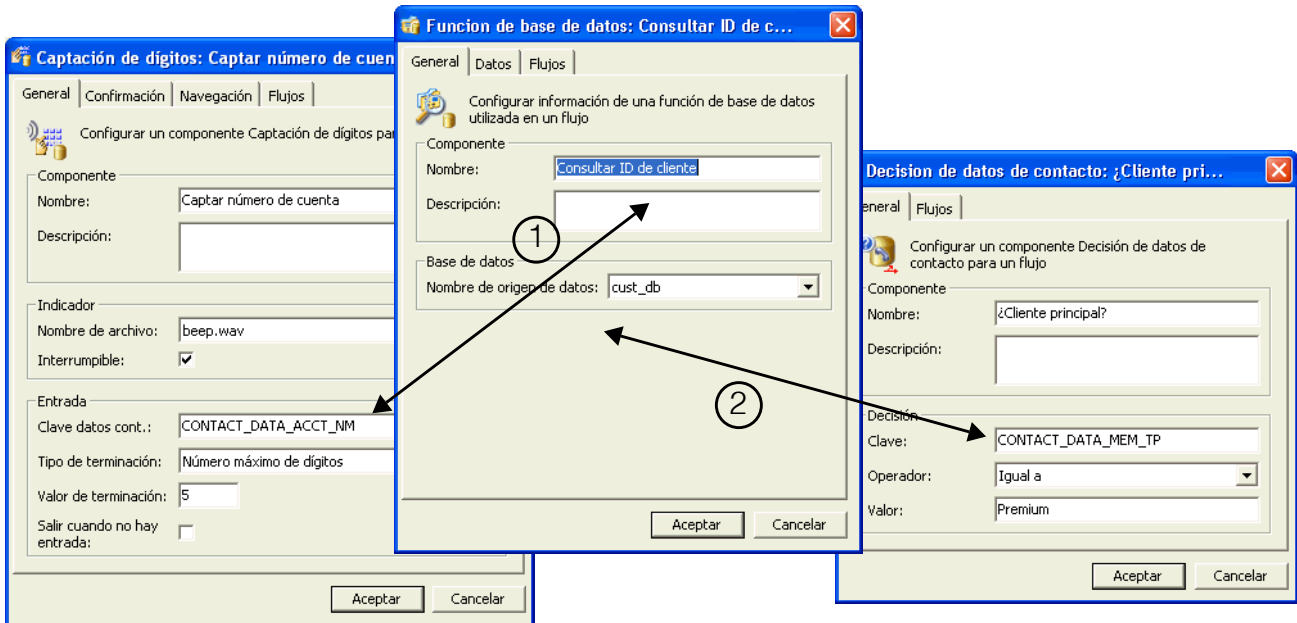 Captación de dígitos: Captar número de cuen
General Confirmación Navegación Flujos
Configurar un componente Captación de dígitos pa
Componente
Nombre: Captar número de cuenta
Descripción:
Indicador
Nombre de archivo: beep.wav
Interrumpible:
Entrada
Clave datos cont.: CONTACT_DATA_ACCT_NM
Tipo de terminación: Número máximo de dígitos
Valor de terminación: 5
Salir cuando no hay
entrada:
Aceptar Cancelar
Funcion de base de datos: Consultar ID de c...
General Datos Flujos
Configurar información de una función de base de datos
utilizada en un flujo
Componente
Nombre: Consultar ID de cliente
Descripción:
1
Base de datos
Nombre de origen de datos: cust_db
2
Aceptar Cancelar
Decision de datos de contacto: ¿Cliente pri...
eneral Flujos
Configurar un componente Decisión de datos de
contacto para un flujo
Componente
Nombre: ¿Cliente principal?
Descripción:
Decisión
Clave: CONTACT_DATA_MEM_TP
Operador: Igual a
Valor: Premium
Aceptar Cancelar